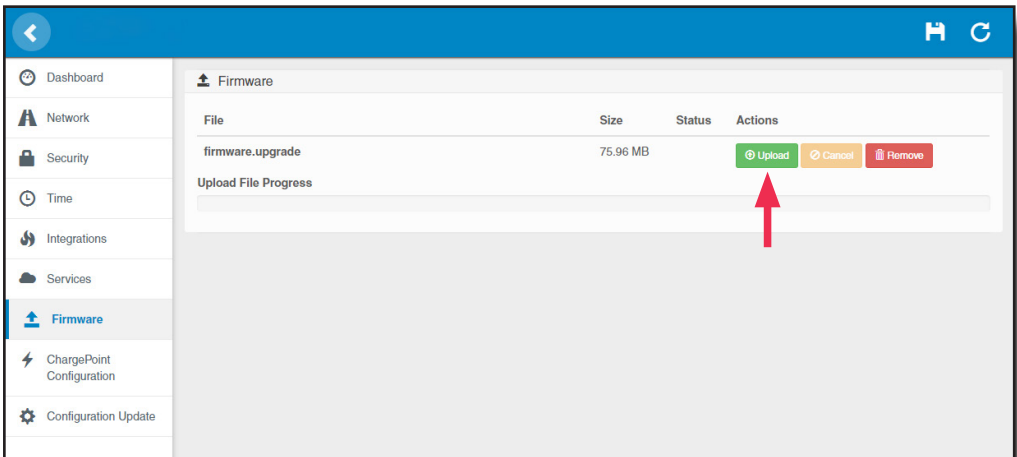 Dashboard
Network
Security
Time
Integrations
Services
Firmware
ChargePoint
Configuration
Configuration Update
Firmware
File Size Status Actions
firmware.upgrade 75.96 MB Upload Cancel Remove
Upload File Progress